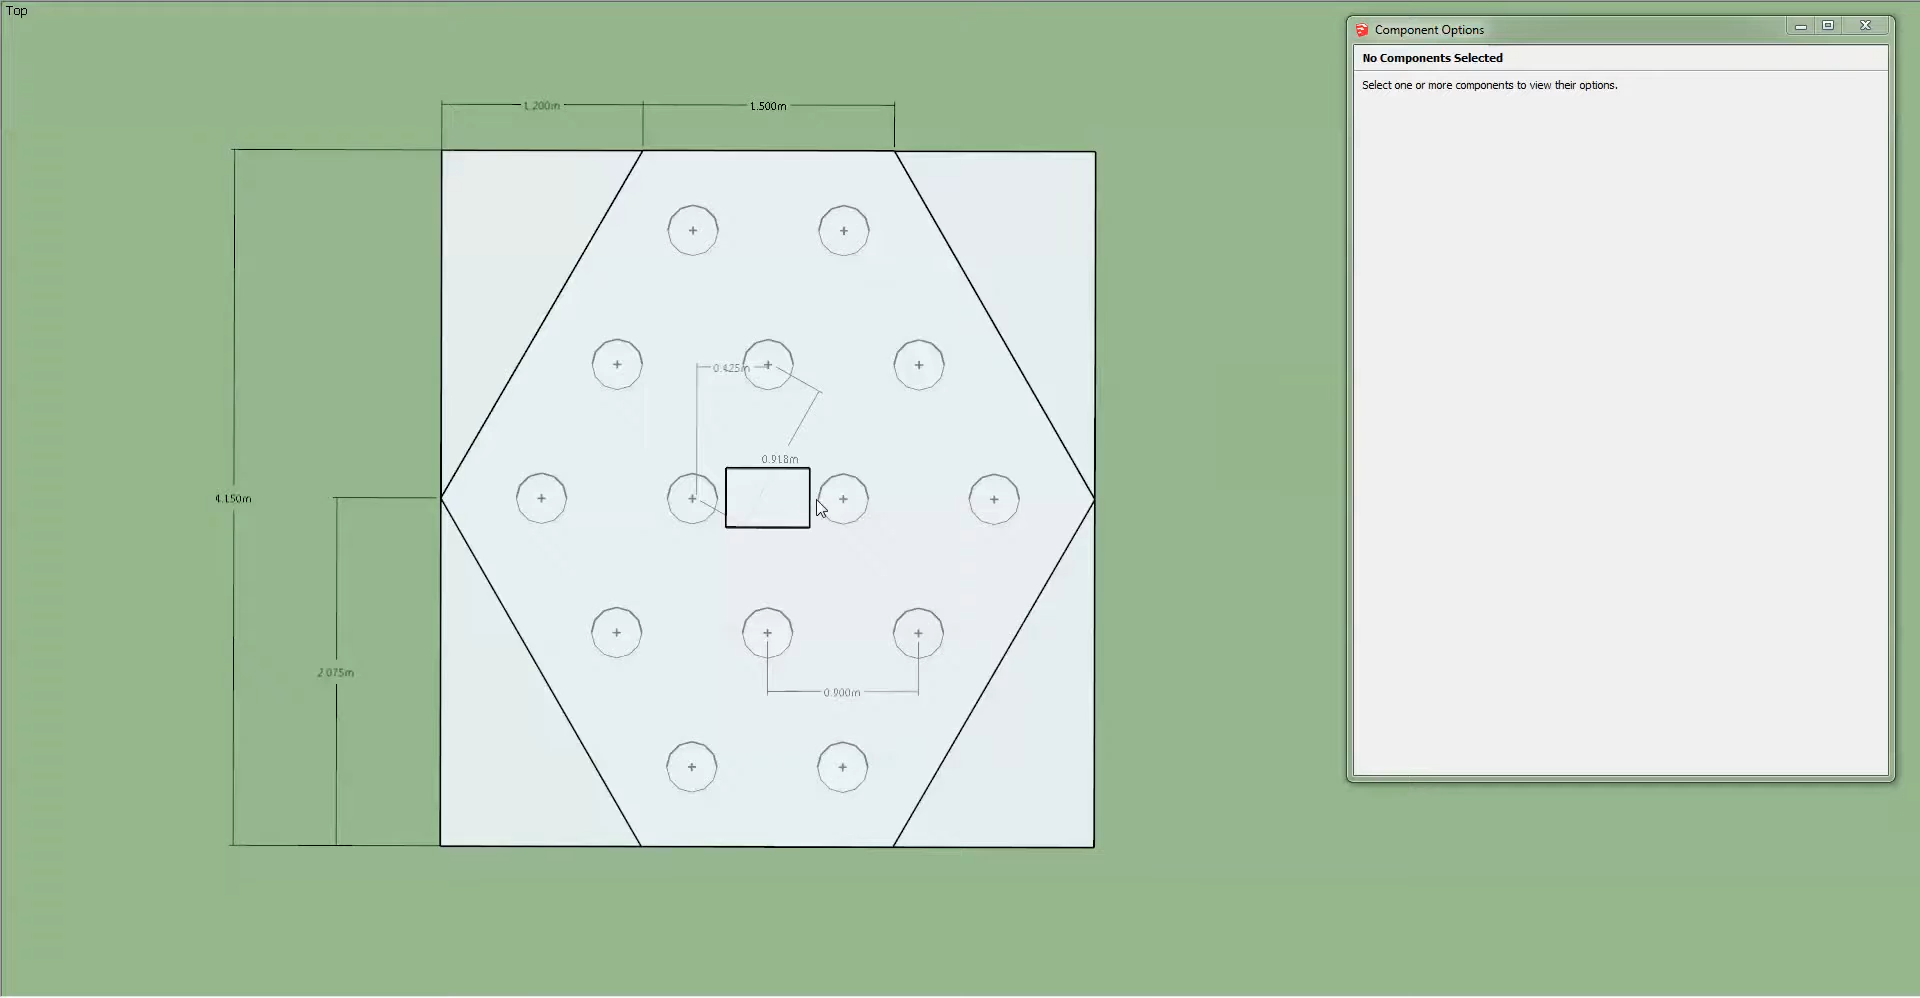 Top
Component Options
No Components Selected
Select one or more components to view their options.
1.200m
1.500m
0.425m
0.918m
4.150m
2.075m
0.900m